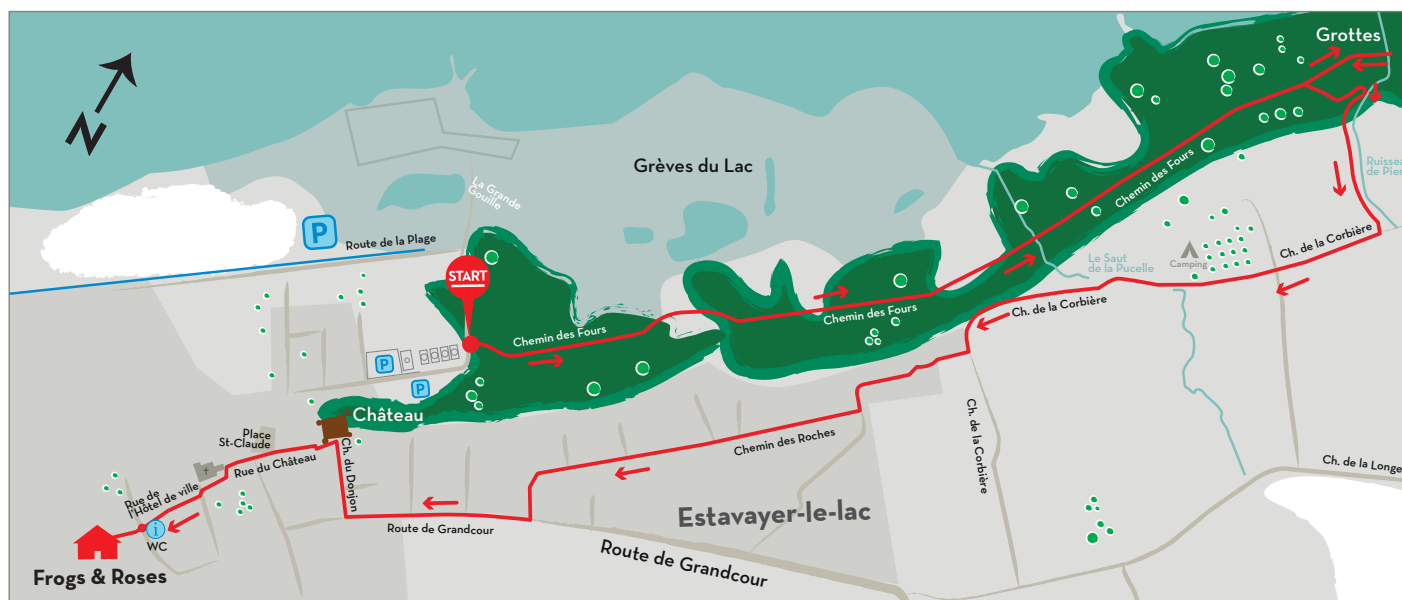 N
Grottes
Grèves du Lac
La Grande
Gouille
P
Route de la Plage
START
Chemin des Fours
Chemin des Fours
Chemin des Fours
Ch. de la Corbière
Camping
Le Saut
de la Pucelle
Ch. de la Corbière
Ch. de la Corbière
P
P
Château
Place
St-Claude
Rue du Château
Ch. du Donjon
Rue de
l'Hôtel de ville
i
WC
Frogs & Roses
Route de Grandcour
Chemin des Roches
Estavayer-le-lac
Route de Grandcour
Ch. de la Longe